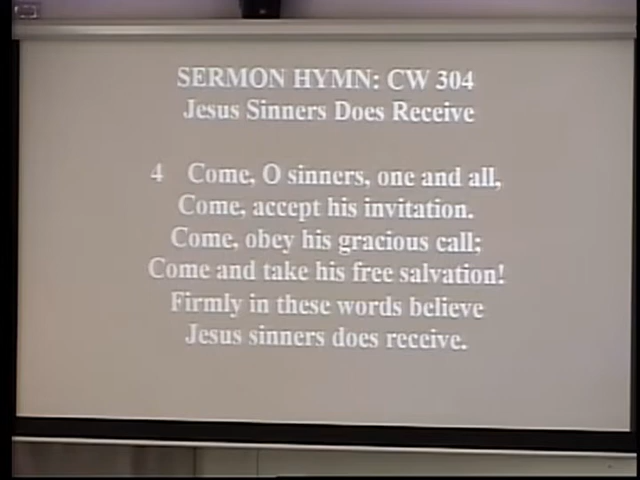 SERMON HYMN: CW 304
Jesus Sinners Does Receive
4 Come, O sinners, one and all,
Come, accept his invitation.
Come, obey his gracious call;
Come and take his free salvation!
Firmly in these words believe
Jesus sinners does receive.